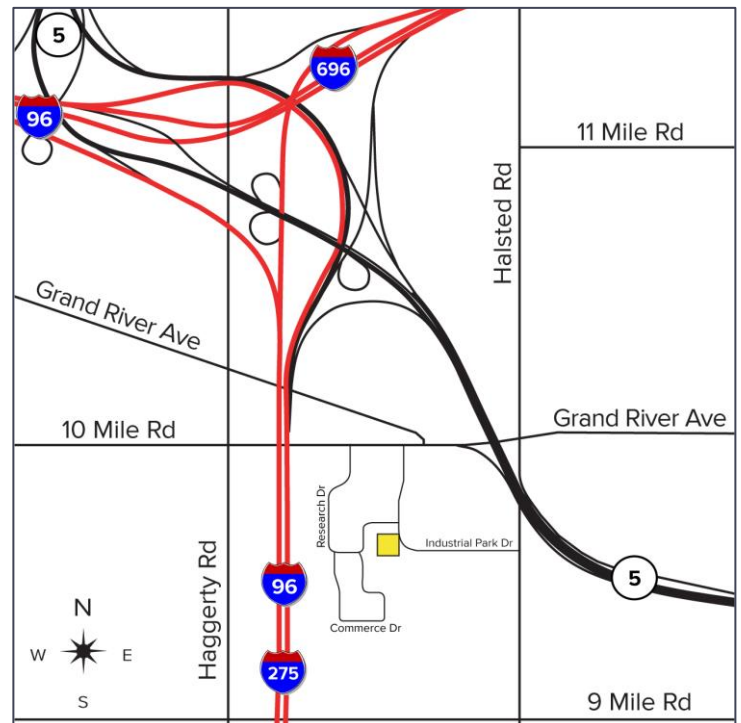 5
696
96
11 Mile Rd
Halsted Rd
Grand River Ave
10 Mile Rd
Grand River Ave
Research Dr
Industrial Park Dr
Haggerty Rd
96
5
N
W E
S
Commerce Dr
275
9 Mile Rd